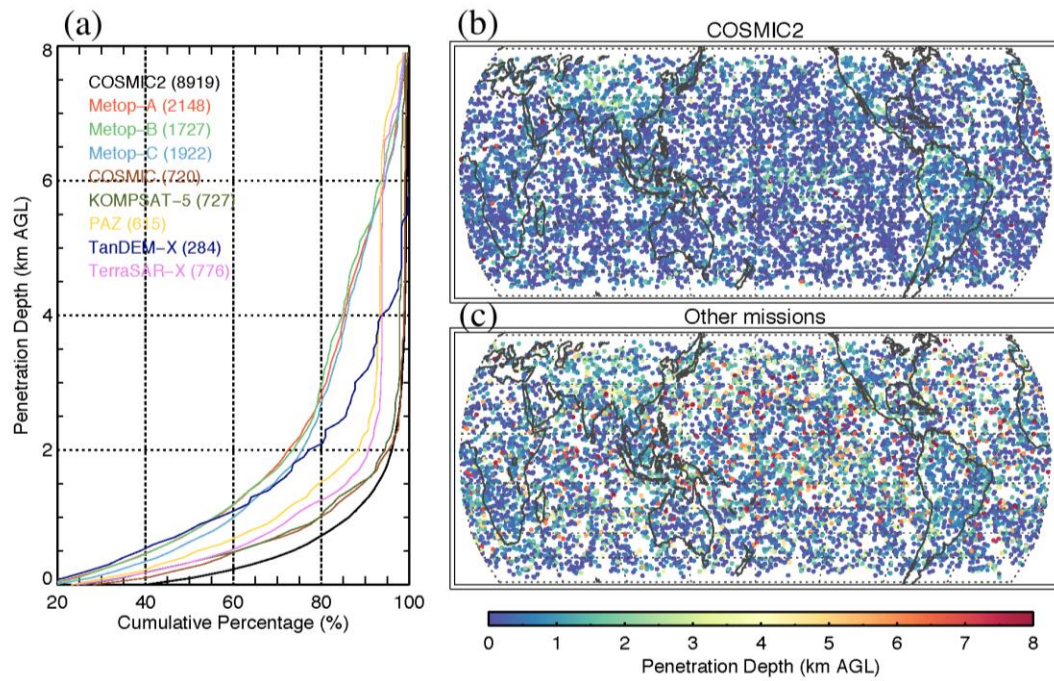 (a)
8
6
4
2
0
Penetration Depth (km AGL)
COSMIC2 (8919)
Metop-A (2148)
Metop-B (1727)
Metop-C (1922)
COSMIC (720)
KOMPSAT-5 (727)
PAZ (615)
TanDEM-X (284)
TerraSAR-X (776)
20 40 60 80 100
Cumulative Percentage (%)
(b)
COSMIC2
(c)
Other missions
0 1 2 3 4 5 6 7 8
Penetration Depth (km AGL)